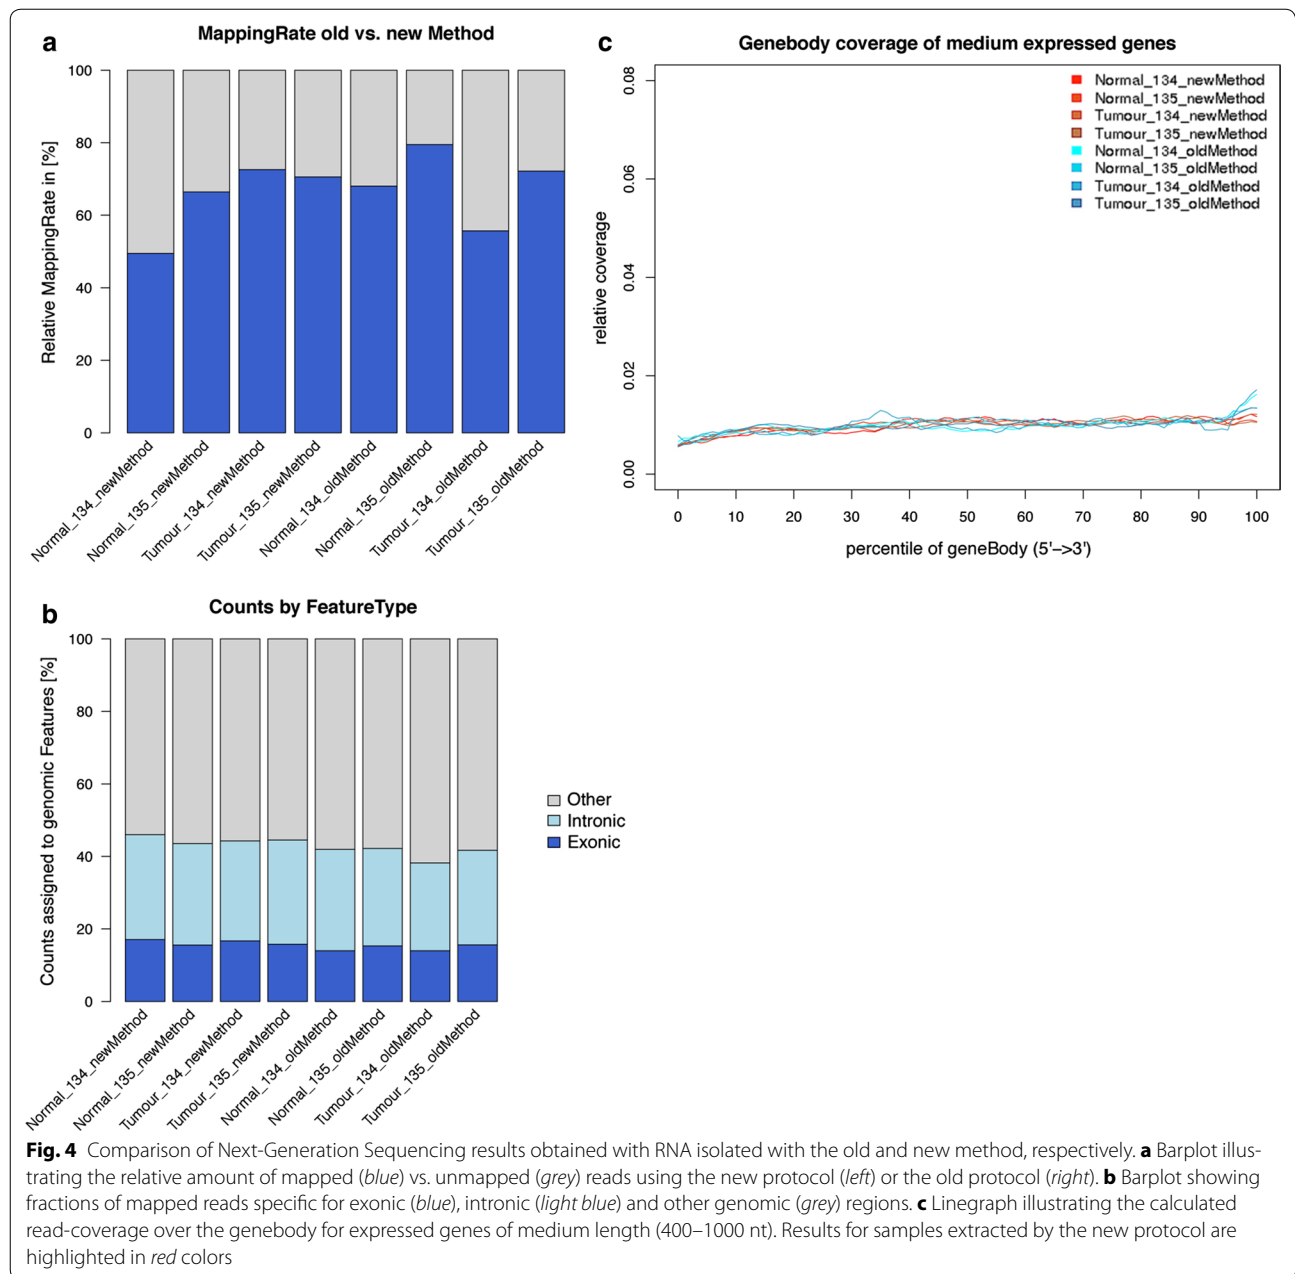 a
MappingRate old vs. new Method
100
80
60
40
20
0
Relative MappingRate in [%]
Normal_134_newMethod
Normal_135_newMethod
Tumour_134_newMethod
Tumour_135_newMethod
Normal_134_oldMethod
Normal_135_oldMethod
Tumour_134_oldMethod
Tumour_135_oldMethod
c
Genebody coverage of medium expressed genes
Normal_134_newMethod
Normal_135_newMethod
Tumour_134_newMethod
Tumour_135_newMethod
Normal_134_oldMethod
Normal_135_oldMethod
Tumour_134_oldMethod
Tumour_135_oldMethod
0.08
0.06
0.04
0.02
0.00
relative coverage
0 10 20 30 40 50 60 70 80 90 100
percentile of geneBody (5'–>3')
b
Counts by FeatureType
100
80
60
40
20
0
Counts assigned to genomic Features [%]
Other
Intronic
Exonic
Normal_134_newMethod
Normal_135_newMethod
Tumour_134_newMethod
Tumour_135_newMethod
Normal_134_oldMethod
Normal_135_oldMethod
Tumour_134_oldMethod
Tumour_135_oldMethod
Fig. 4 Comparison of Next-Generation Sequencing results obtained with RNA isolated with the old and new method, respectively. a Barplot illus-
trating the relative amount of mapped (blue) vs. unmapped (grey) reads using the new protocol (left) or the old protocol (right). b Barplot showing
fractions of mapped reads specific for exonic (blue), intronic (light blue) and other genomic (grey) regions. c Linegraph illustrating the calculated
read-coverage over the genebody for expressed genes of medium length (400–1000 nt). Results for samples extracted by the new protocol are
highlighted in red colors